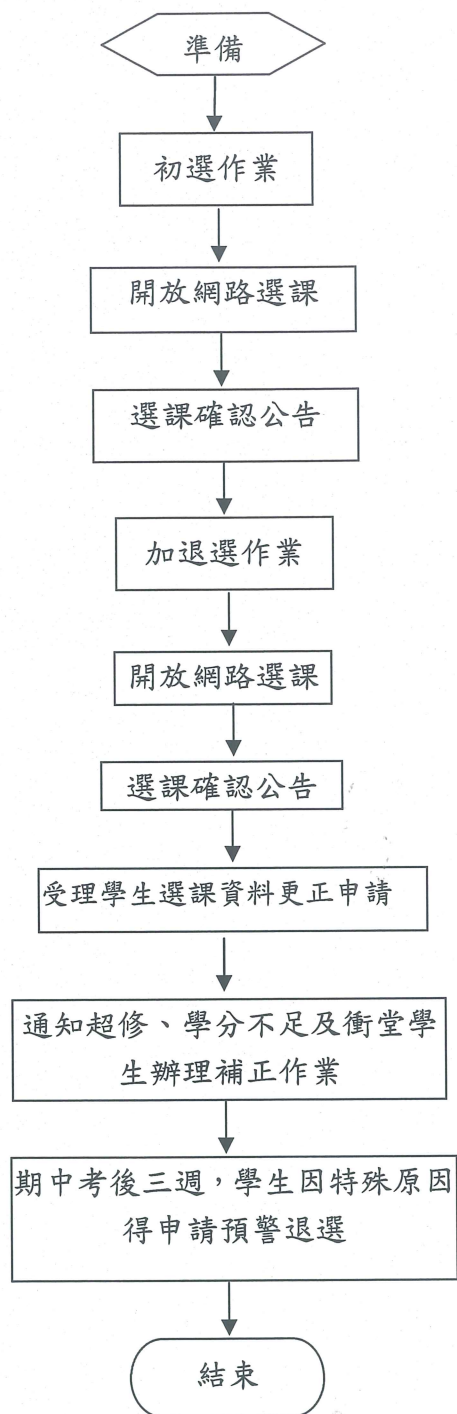 準備
初選作業
開放網路選課
選課確認公告
加退選作業
開放網路選課
選課確認公告
受理學生選課資料更正申請
通知超修、學分不足及衝堂學
生辦理補正作業
期中考後三週，學生因特殊原因
得申請預警退選
結束